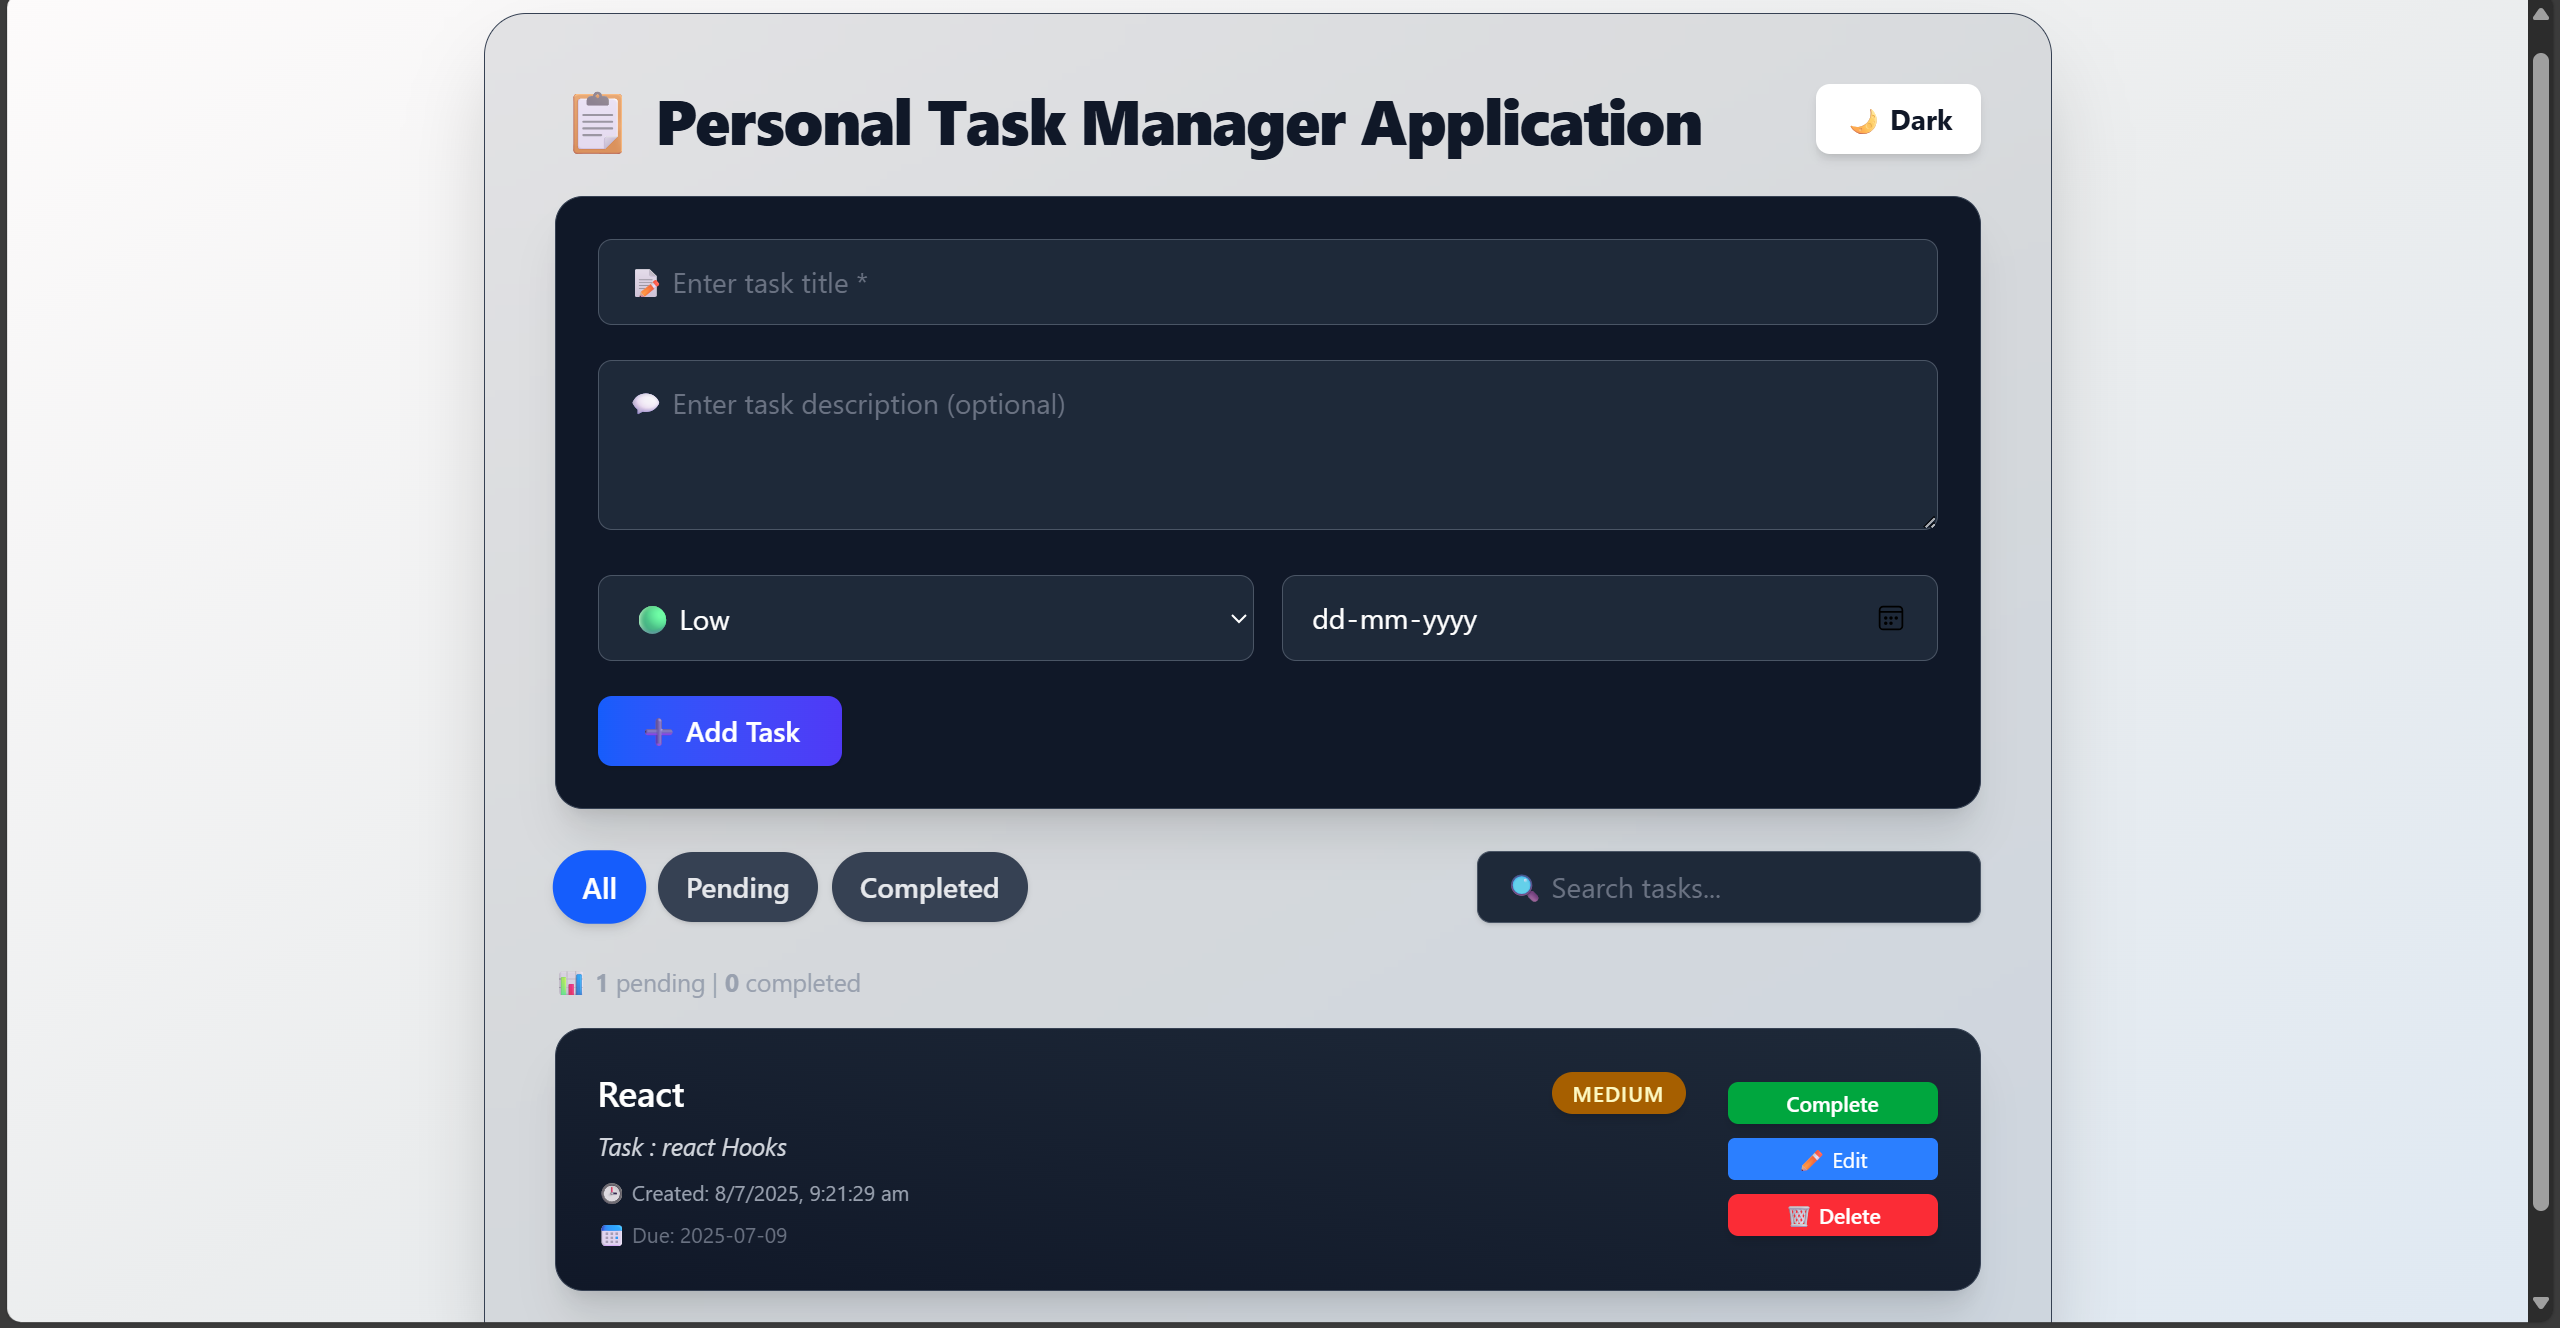 Personal Task Manager Application
Dark
Enter task title *
Enter task description (optional)
Low
dd-mm-yyyy
Add Task
All
Pending
Completed
Search tasks...
1 pending | 0 completed
React
MEDIUM
Complete
Task : react Hooks
Edit
Created: 8/7/2025, 9:21:29 am
Delete
Due: 2025-07-09